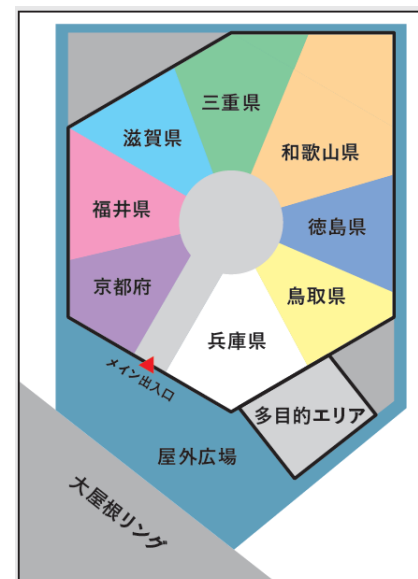 三重県
滋賀県
和歌山県
福井県
徳島県
京都府
鳥取県
兵庫県
メイン出入口
多目的エリア
屋外広場
大屋根リング